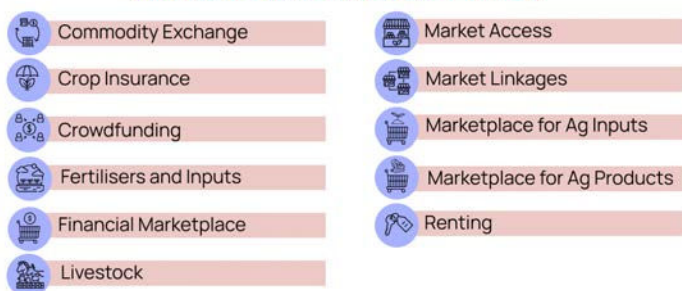 Commodity Exchange
Crop Insurance
Crowdfunding
Fertilisers and Inputs
Financial Marketplace
Livestock
Market Access
Market Linkages
Marketplace for Ag Inputs
Marketplace for Ag Products
Renting